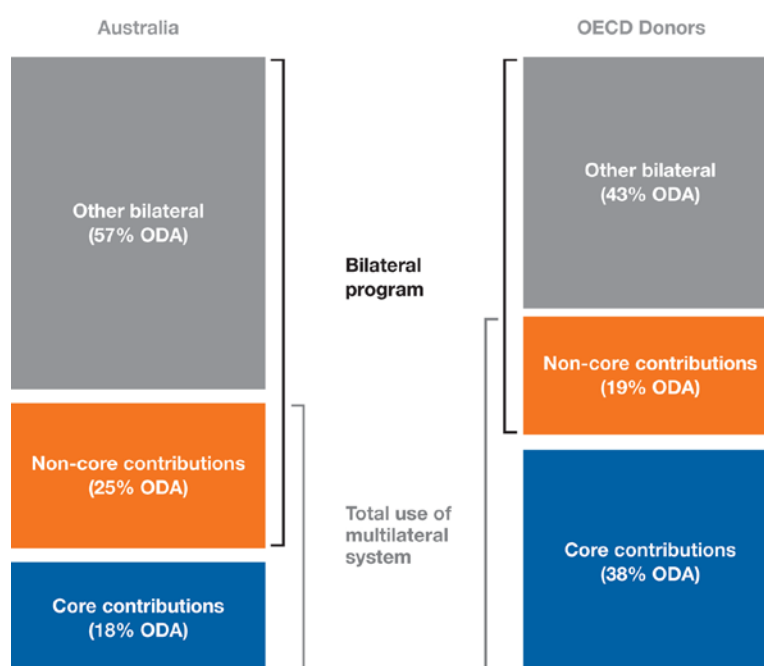 Australia
OECD Donors
Other bilateral
(57% ODA)
Non-core contributions
(25% ODA)
Core contributions
(18% ODA)
Bilateral
program
Total use of
multilateral
system
Other bilateral
(43% ODA)
Non-core contributions
(19% ODA)
Core contributions
(38% ODA)